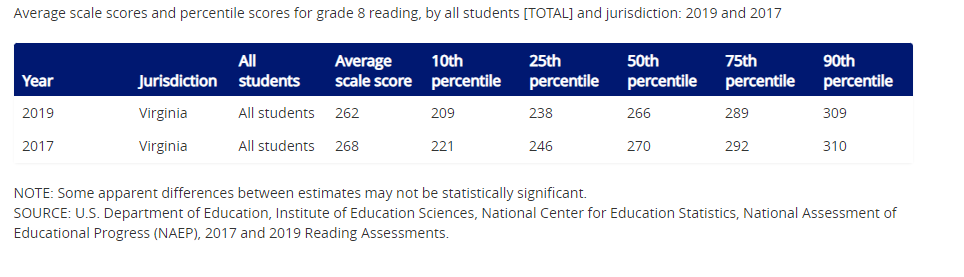 Average scale scores and percentile scores for grade 8 reading, by all students [TOTAL] and jurisdiction: 2019 and 2017
Year Jurisdiction All students Average scale score 10th percentile 25th percentile 50th percentile 75th percentile 90th percentile
2019 Virginia All students 262 209 238 266 289 309
2017 Virginia All students 268 221 246 270 292 310
NOTE: Some apparent differences between estimates may not be statistically significant.
SOURCE: U.S. Department of Education, Institute of Education Sciences, National Center for Education Statistics, National Assessment of
Educational Progress (NAEP), 2017 and 2019 Reading Assessments.